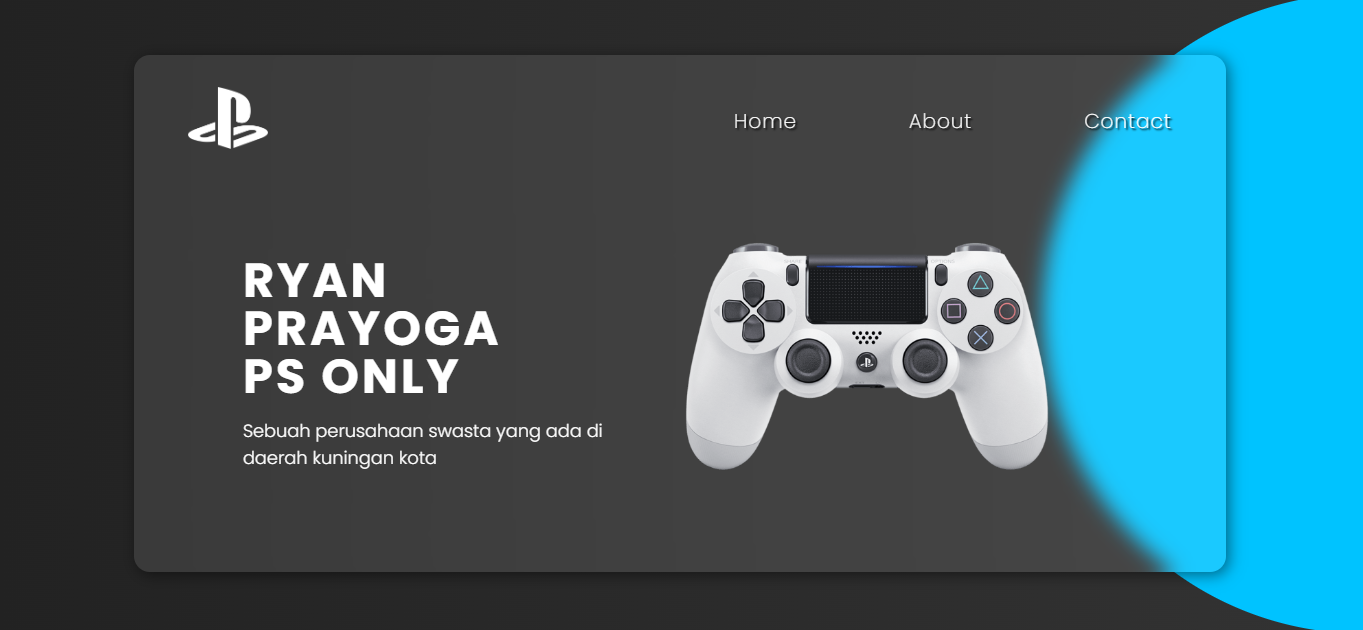 Home About Contact
RYAN
PRAYOGA
PS ONLY
Sebuah perusahaan swasta yang ada di
daerah kuningan kota